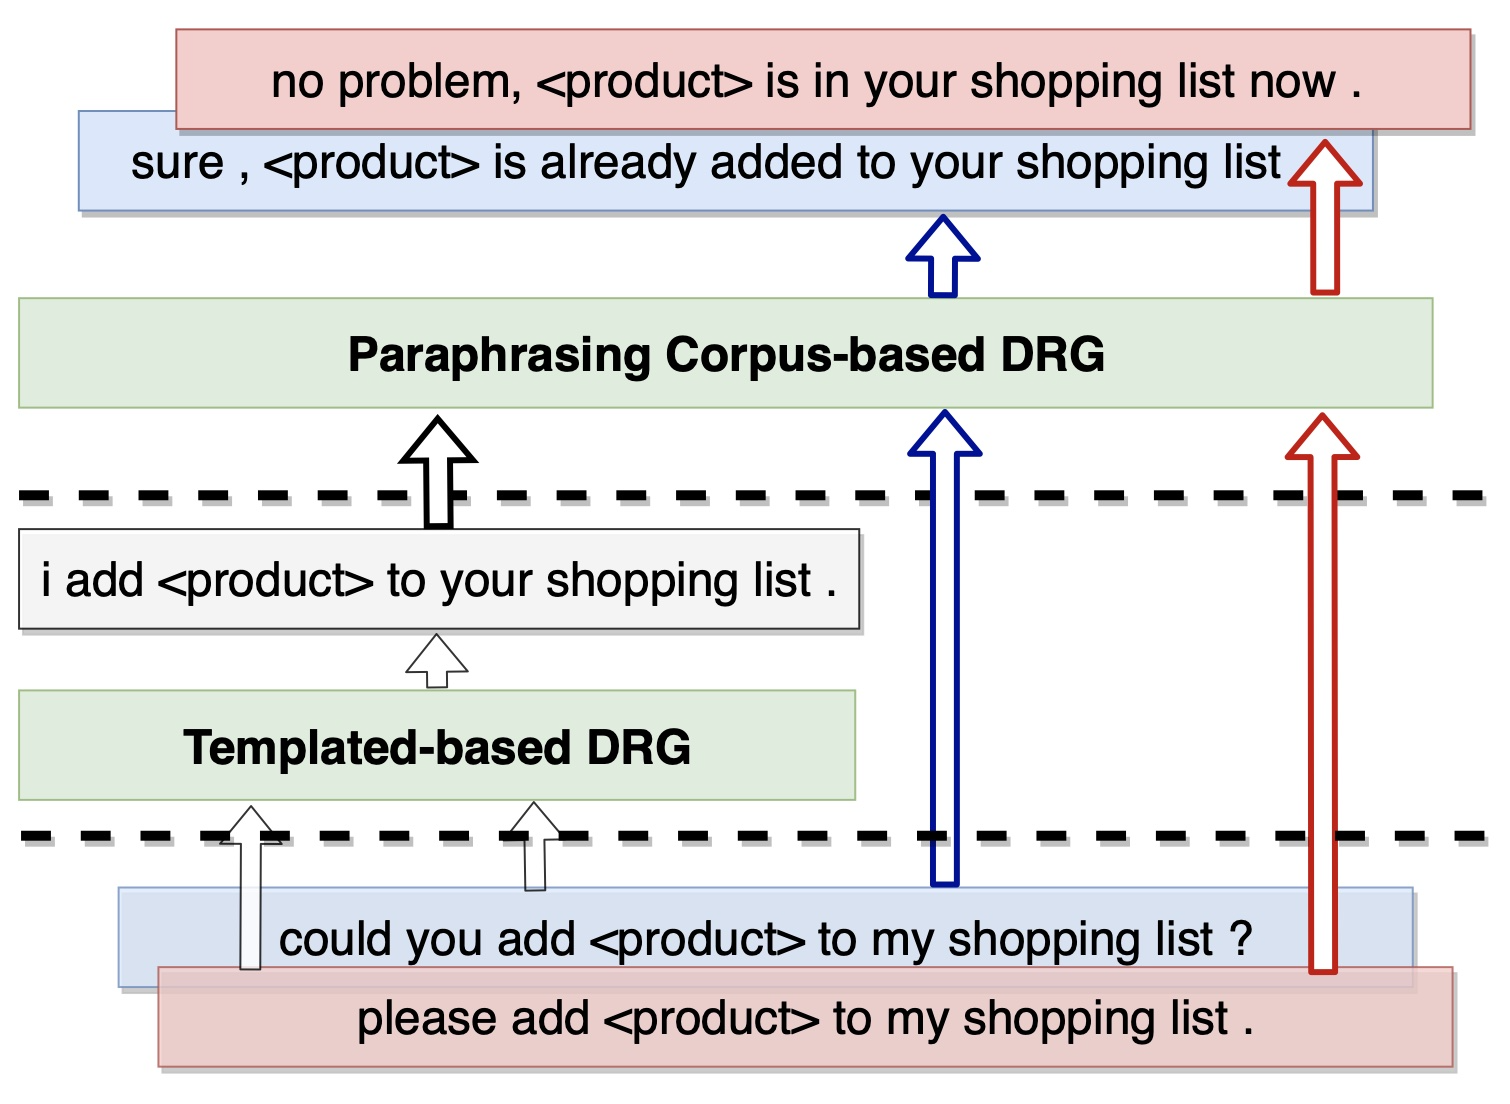 no problem, <product> is in your shopping list now .
sure , <product> is already added to your shopping list
Paraphrasing Corpus-based DRG
i add <product> to your shopping list .
Templated-based DRG
could you add <product> to my shopping list ?
please add <product> to my shopping list .